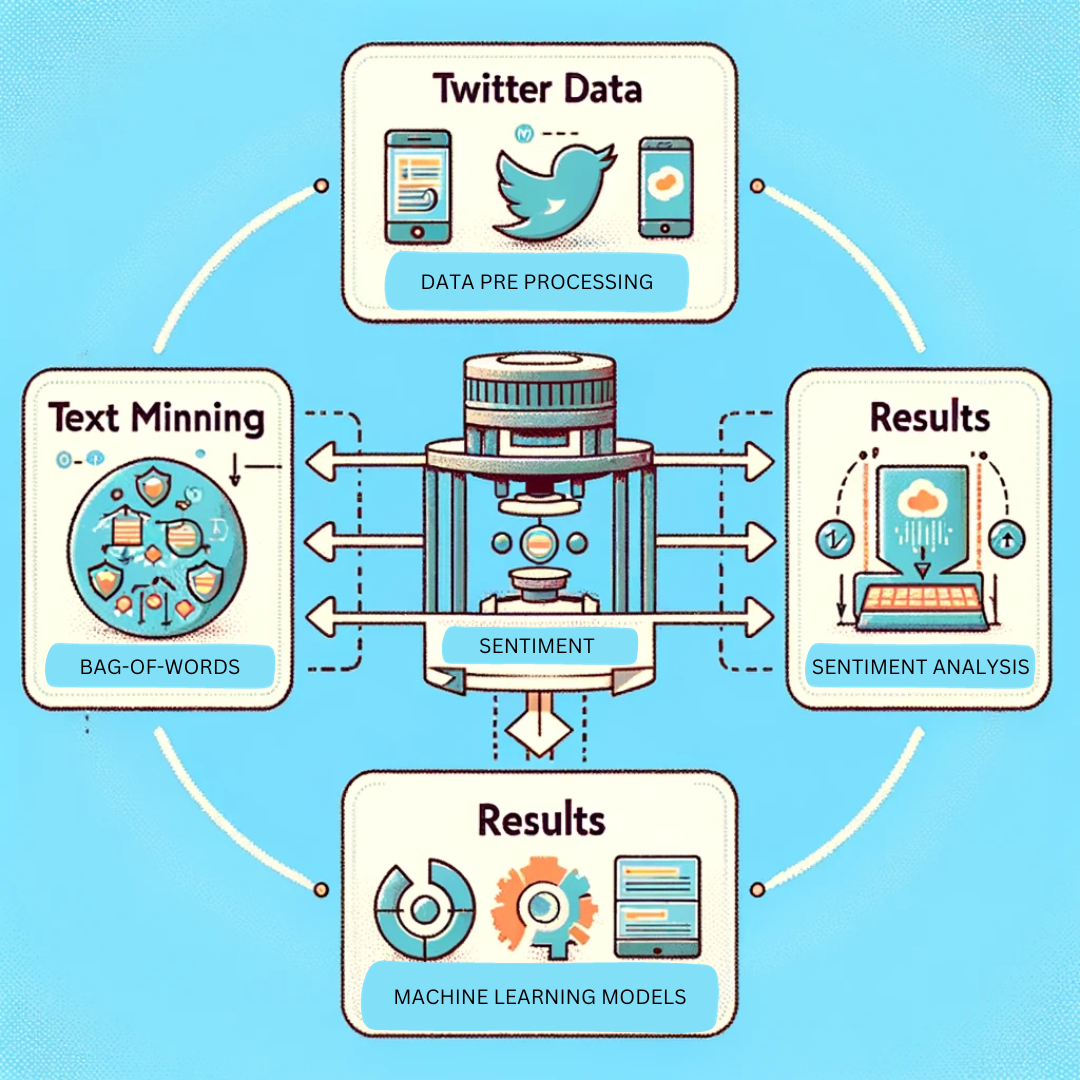 Twitter Data
DATA PRE PROCESSING
Text Minning
BAG-OF-WORDS
SENTIMENT
Results
SENTIMENT ANALYSIS
Results
MACHINE LEARNING MODELS